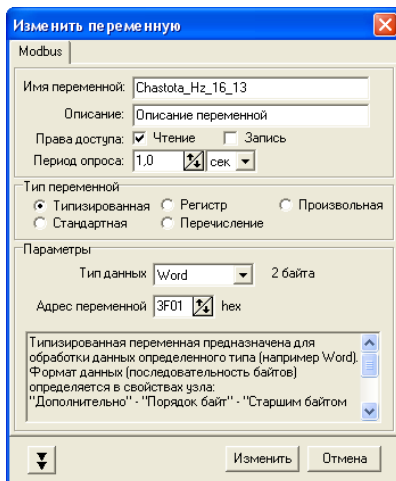 Изменить переменную
Modbus
Имя переменной: Chastota_Hz_16_13
Описание: Описание переменной
Права доступа: Чтение Запись
Период опроса: 1,0 сек
Тип переменной
Типизированная Регистр Произвольная
Стандартная Перечисление
Параметры
Тип данных Word 2 байта
Адрес переменной 3F01 hex
Типизированная переменная предназначена для
обработки данных определенного типа (например Word).
Формат данных (последовательность байтов)
определяется в свойствах узла:
"Дополнительно" - "Порядок байт" - "Старшим байтом
Изменить Отмена